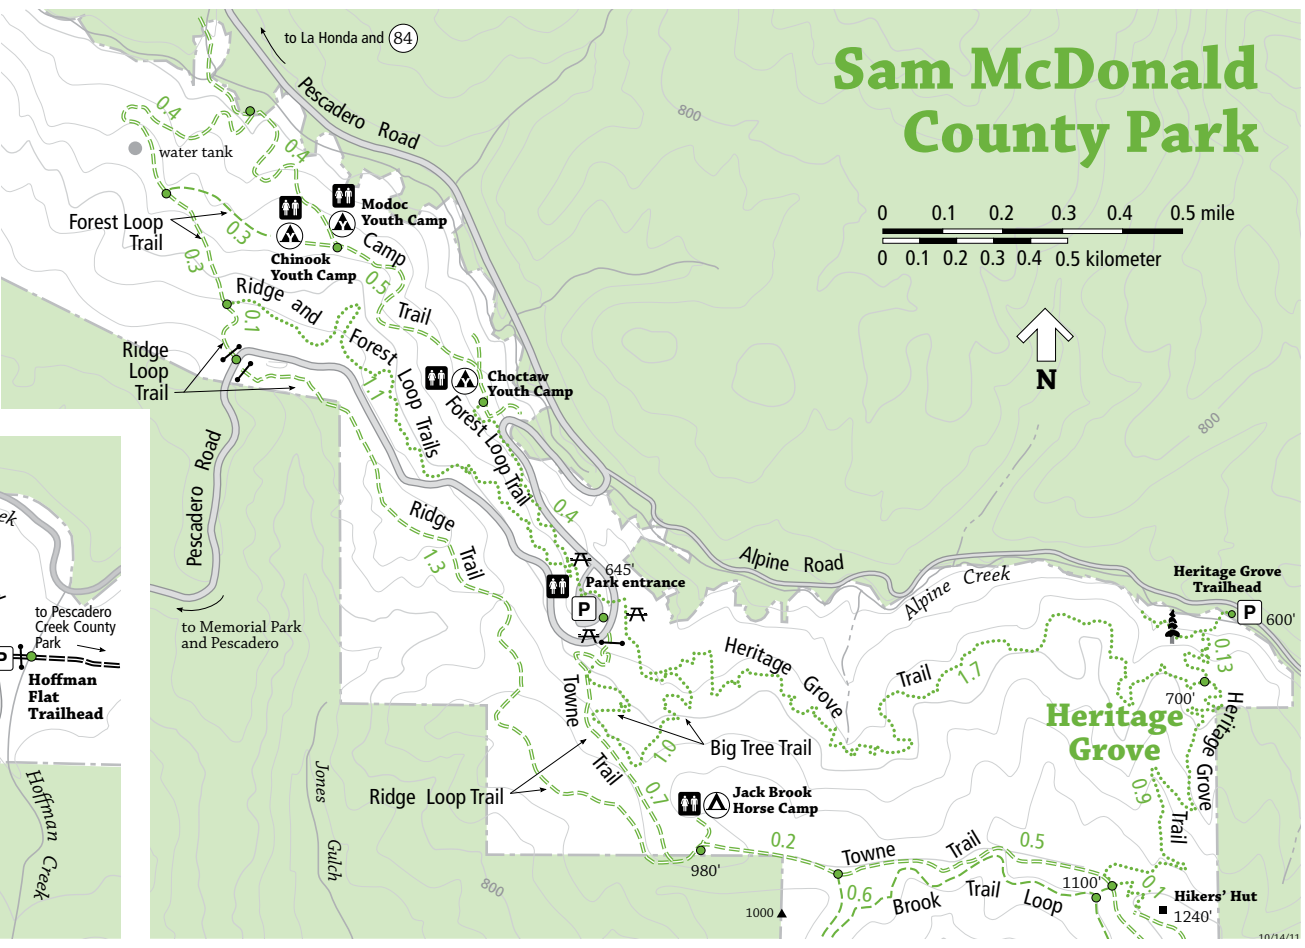 to La Honda and 84
Sam McDonald
County Park
Pescadero Road
800
0.4
0.4
water tank
Modoc
Youth Camp
Forest Loop
Trail
0.3
Chinook
Youth Camp
Camp
Trail
0 0.1 0.2 0.3 0.4 0.5 mile
0 0.1 0.2 0.3 0.4 0.5 kilometer
0.3
0.5
Ridge and
Forest
Loop Trails
0.1
N
Ridge
Loop
Trail
1.1
Choctaw
Youth Camp
Forest Loop Trail
800
Pescadero Road
Ridge
Trail
1.3
0.4
ek
645'
Park entrance
P
Alpine Road
Alpine Creek
Heritage Grove
Trailhead
P
600'
to Pescadero
Creek County
Park
P
Hoffman
Flat
Trailhead
to Memorial Park
and Pescadero
Heritage
Grove
Trail
1.7
0.13
700'
Heritage
Grove
Heritage Grove
Trail
Towne
Trail
Big Tree Trail
1.0
Ridge Loop Trail
0.7
Jack Brook
Horse Camp
0.9
Hoffman Creek
Jones
Gulch
0.2
Towne
Trail
0.5
980'
800
0.6
Brook
Trail
Loop
1100'
0.1
Hikers' Hut
1240'
1000
10/14/11